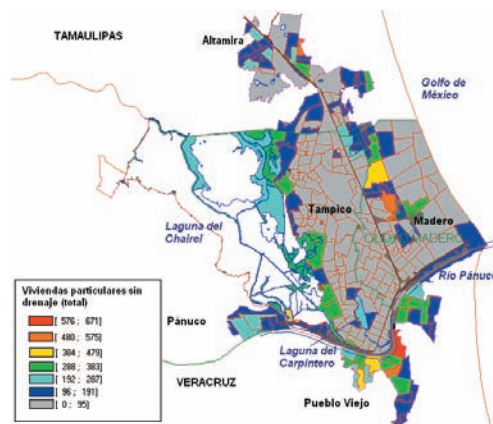 TAMAULIPAS
Altamira
Golfo de
México
Tampico
Madero
CIUDAD MADERO
Laguna del
Chairel
Río Pánuco
Viviendas particulares sin
drenaje (total)
[ 576 ; 671]
[ 480 ; 575]
[ 384 ; 479]
[ 288 ; 383]
[ 192 ; 287]
[ 96 ; 191]
[ 0 ; 95]
Pánuco
Laguna del
Carpintero
VERACRUZ
Pueblo Viejo